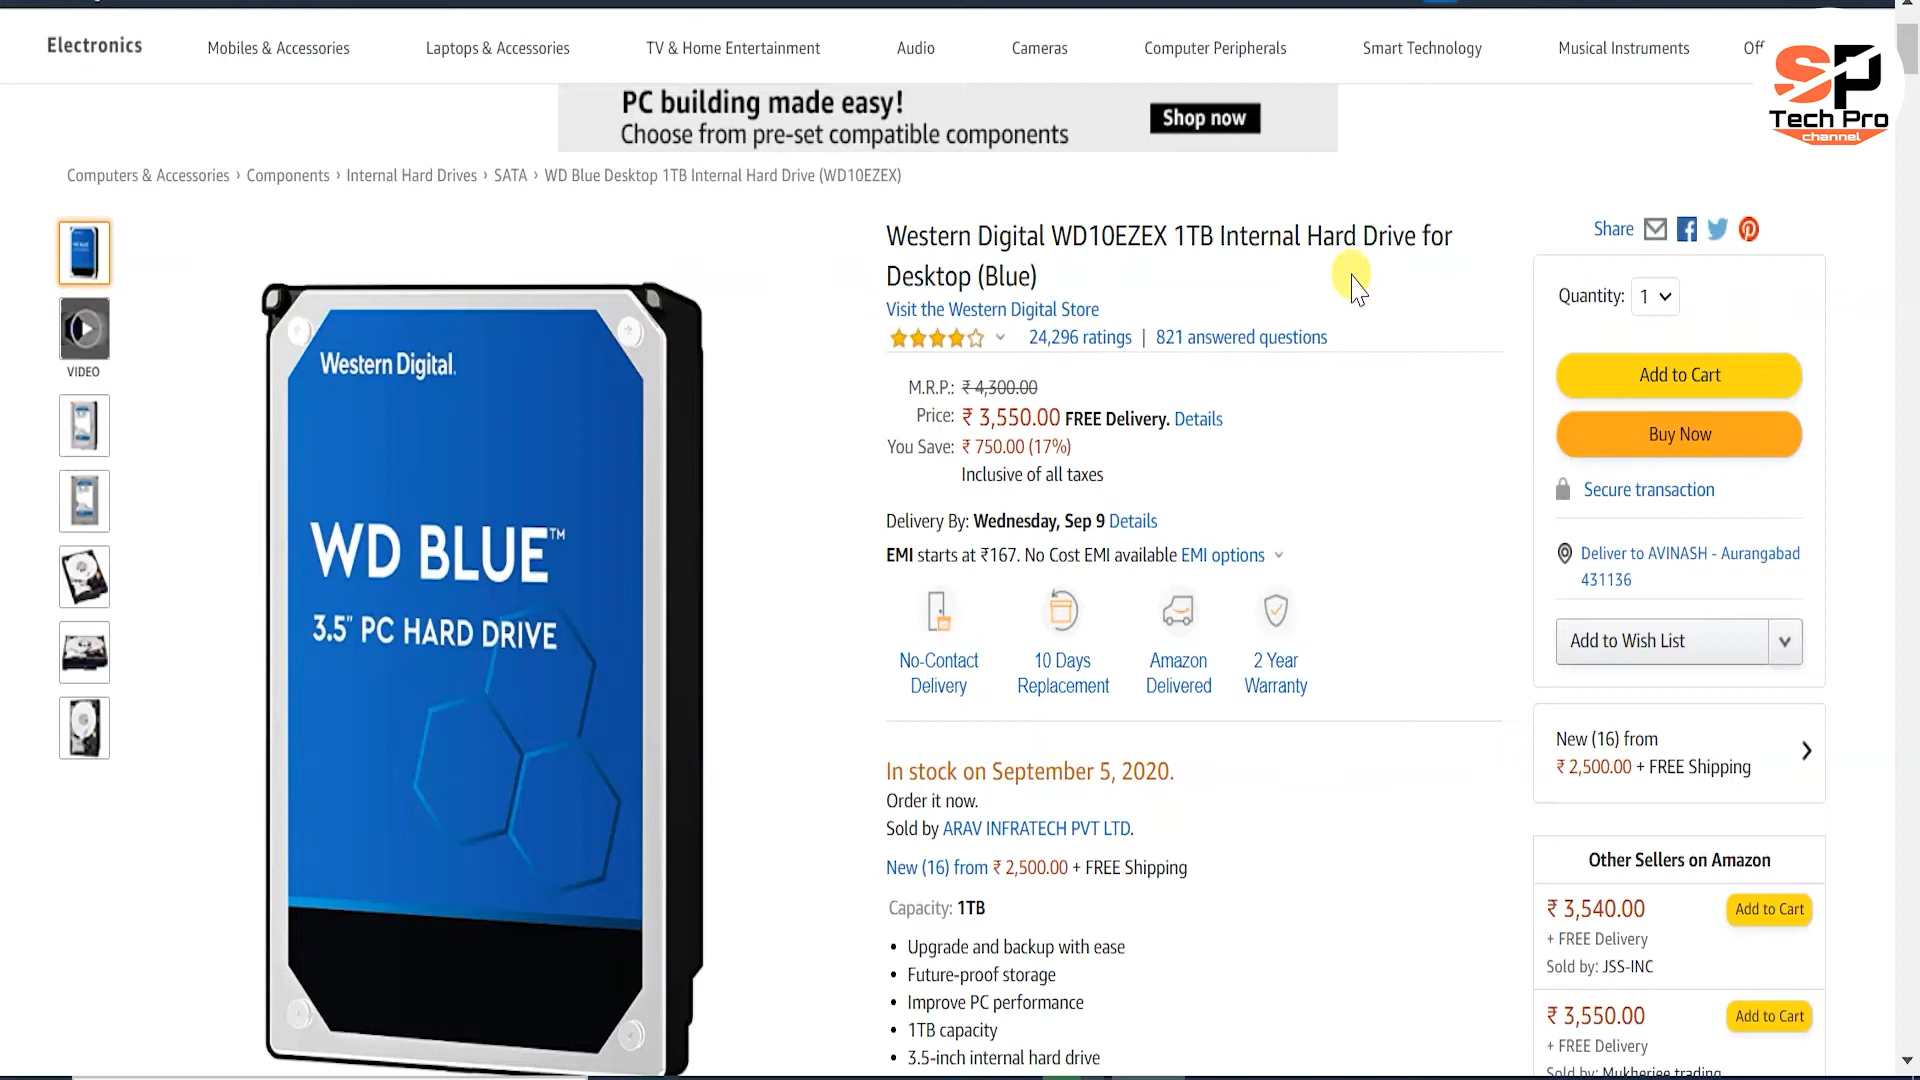 Electronics
Mobiles & Accessories
Laptops & Accessories
TV & Home Entertainment
Audio
Cameras
Computer Peripherals
Smart Technology
Musical Instruments
Off
SP
Tech Pro
channel
PC building made easy!
Choose from pre-set compatible components
Shop now
Computers & Accessories › Components › Internal Hard Drives › SATA › WD Blue Desktop 1TB Internal Hard Drive (WD10EZEX)
VIDEO
Western Digital.
WD BLUE™
3.5" PC HARD DRIVE
Western Digital WD10EZEX 1TB Internal Hard Drive for
Desktop (Blue)
Visit the Western Digital Store
24,296 ratings | 821 answered questions
M.R.P.: ₹ 4,300.00
Price: ₹ 3,550.00 FREE Delivery. Details
You Save: ₹ 750.00 (17%)
Inclusive of all taxes
Delivery By: Wednesday, Sep 9 Details
EMI starts at ₹167. No Cost EMI available EMI options
No-Contact
Delivery
10 Days
Replacement
Amazon
Delivered
2 Year
Warranty
In stock on September 5, 2020.
Order it now.
Sold by ARAV INFRATECH PVT LTD.
New (16) from ₹ 2,500.00 + FREE Shipping
Capacity: 1TB
• Upgrade and backup with ease
• Future-proof storage
• Improve PC performance
• 1TB capacity
• 3.5-inch internal hard drive
Share
Quantity: 1
Add to Cart
Buy Now
Secure transaction
Deliver to AVINASH - Aurangabad
431136
Add to Wish List
New (16) from
₹ 2,500.00 + FREE Shipping
Other Sellers on Amazon
₹ 3,540.00
Add to Cart
+ FREE Delivery
Sold by: JSS-INC
₹ 3,550.00
Add to Cart
+ FREE Delivery
Sold by: Mukherjee trading